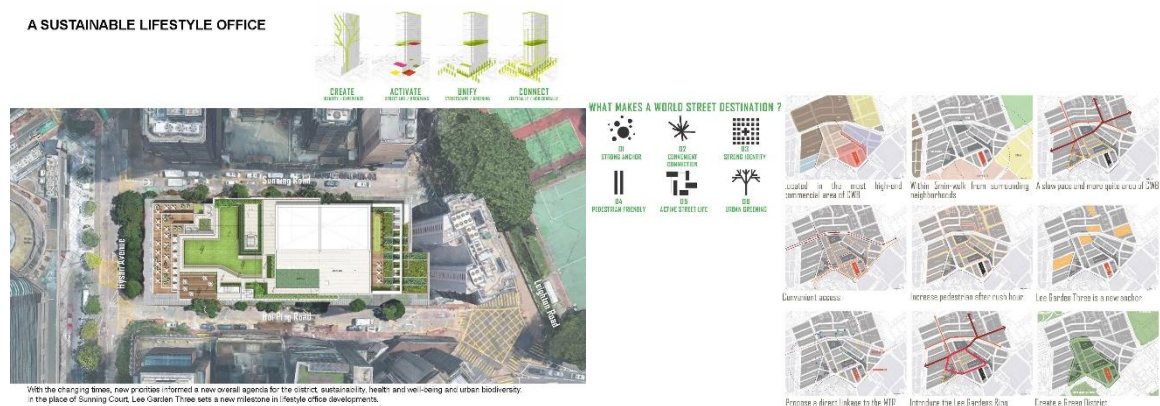 A SUSTAINABLE LIFESTYLE OFFICE
CREATE
ACTIVATE
UNIFY
CONNECT
Sunning Road
Hysan Avenue
Hoi Ping Road
Leighton Road
With the changing times, new priorities informed a new overall agenda for the district, sustainability, health and well-being and urban biodiversity.
In the place of Sunning Court, Lee Garden Three sets a new milestone in lifestyle office developments.
WHAT MAKES A WORLD STREET DESTINATION ?
01
STRONG ANCHOR
02
CONVENIENT
CONNECTION
03
STRONG IDENTITY
04
PEDESTRIAN FRIENDLY
05
ACTIVE STREET LIFE
06
URBAN GREENING
Located in the most high-end
commercial area of CWB
Within 5min-walk from surrounding
neighborhoods
A slow pace and more quite area of CWB
Convenient access
Increase pedestrian after rush hour
Lee Garden Three is a new anchor
Propose a direct linkage to the MTR
Introduce the Lee Gardens Ring
Create a Green District